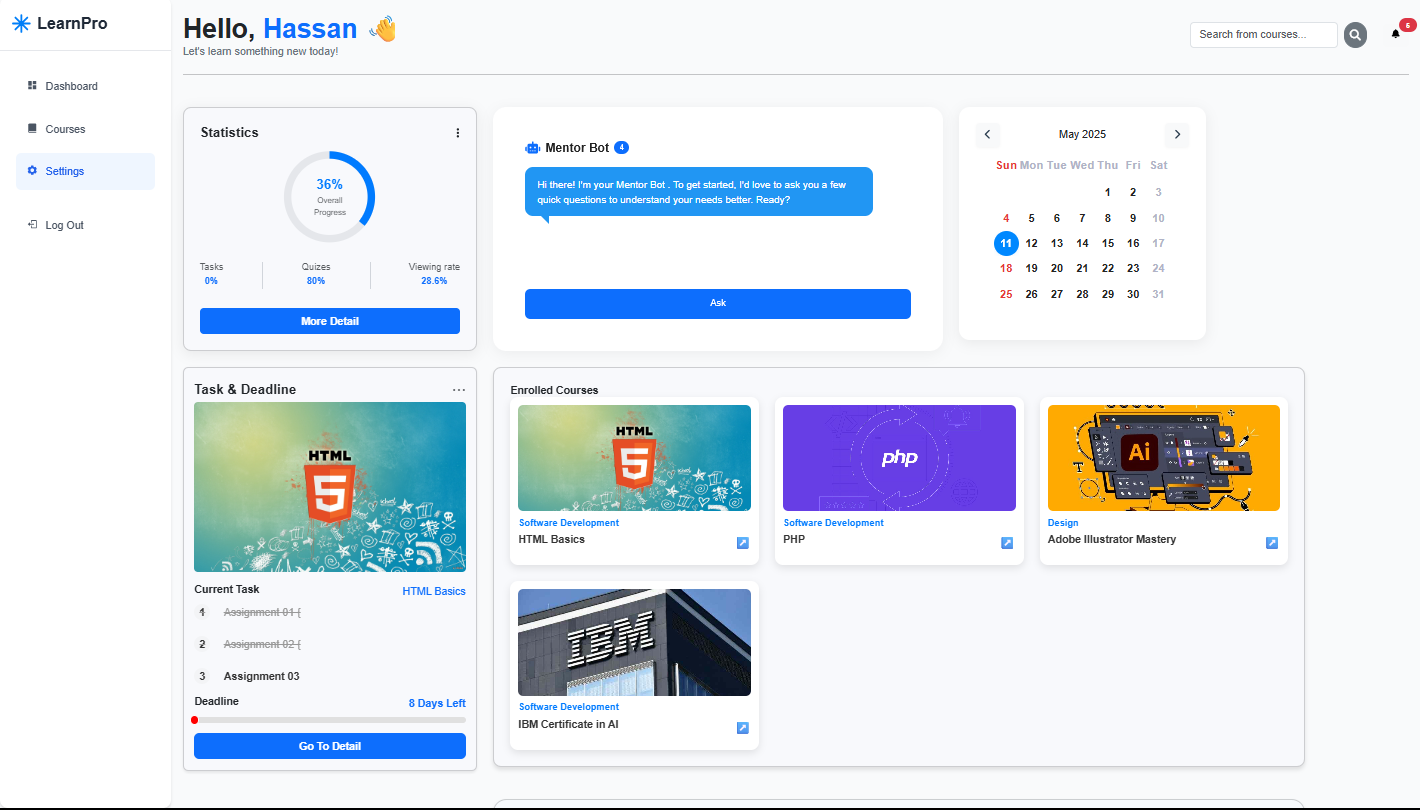 LearnPro
Dashboard
Courses
Settings
Log Out
Hello, Hassan 👋
Let's learn something new today!
Search from courses...
6
Statistics
36%
Overall
Progress
Tasks
0%
Quizes
80%
Viewing rate
28.6%
More Detail
Mentor Bot 4
Hi there! I'm your Mentor Bot . To get started, I'd love to ask you a few
quick questions to understand your needs better. Ready?
Ask
May 2025
Sun Mon Tue Wed Thu Fri Sat
1 2 3
4 5 6 7 8 9 10
11 12 13 14 15 16 17
18 19 20 21 22 23 24
25 26 27 28 29 30 31
Task & Deadline
HTML
5
Current Task
HTML Basics
1 Assignment 01 {
2 Assignment 02 {
3 Assignment 03
Deadline
8 Days Left
Go To Detail
Enrolled Courses
HTML
5
Software Development
HTML Basics
php
Software Development
PHP
Ai
T
Design
Adobe Illustrator Mastery
IBM
Software Development
IBM Certificate in AI